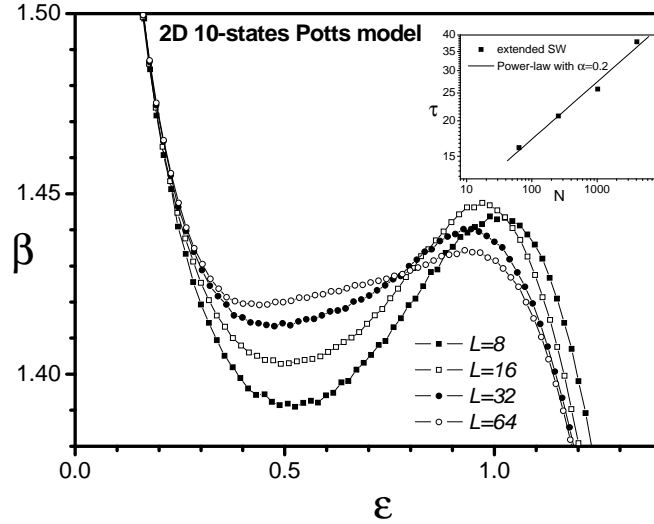 2D 10-states Potts model
1.50
1.45
1.40
β
0.0
0.5
1.0
ε
L=8
L=16
L=32
L=64
extended SW
Power-law with α=0.2
τ
40
35
30
25
20
15
10
100
1000
N